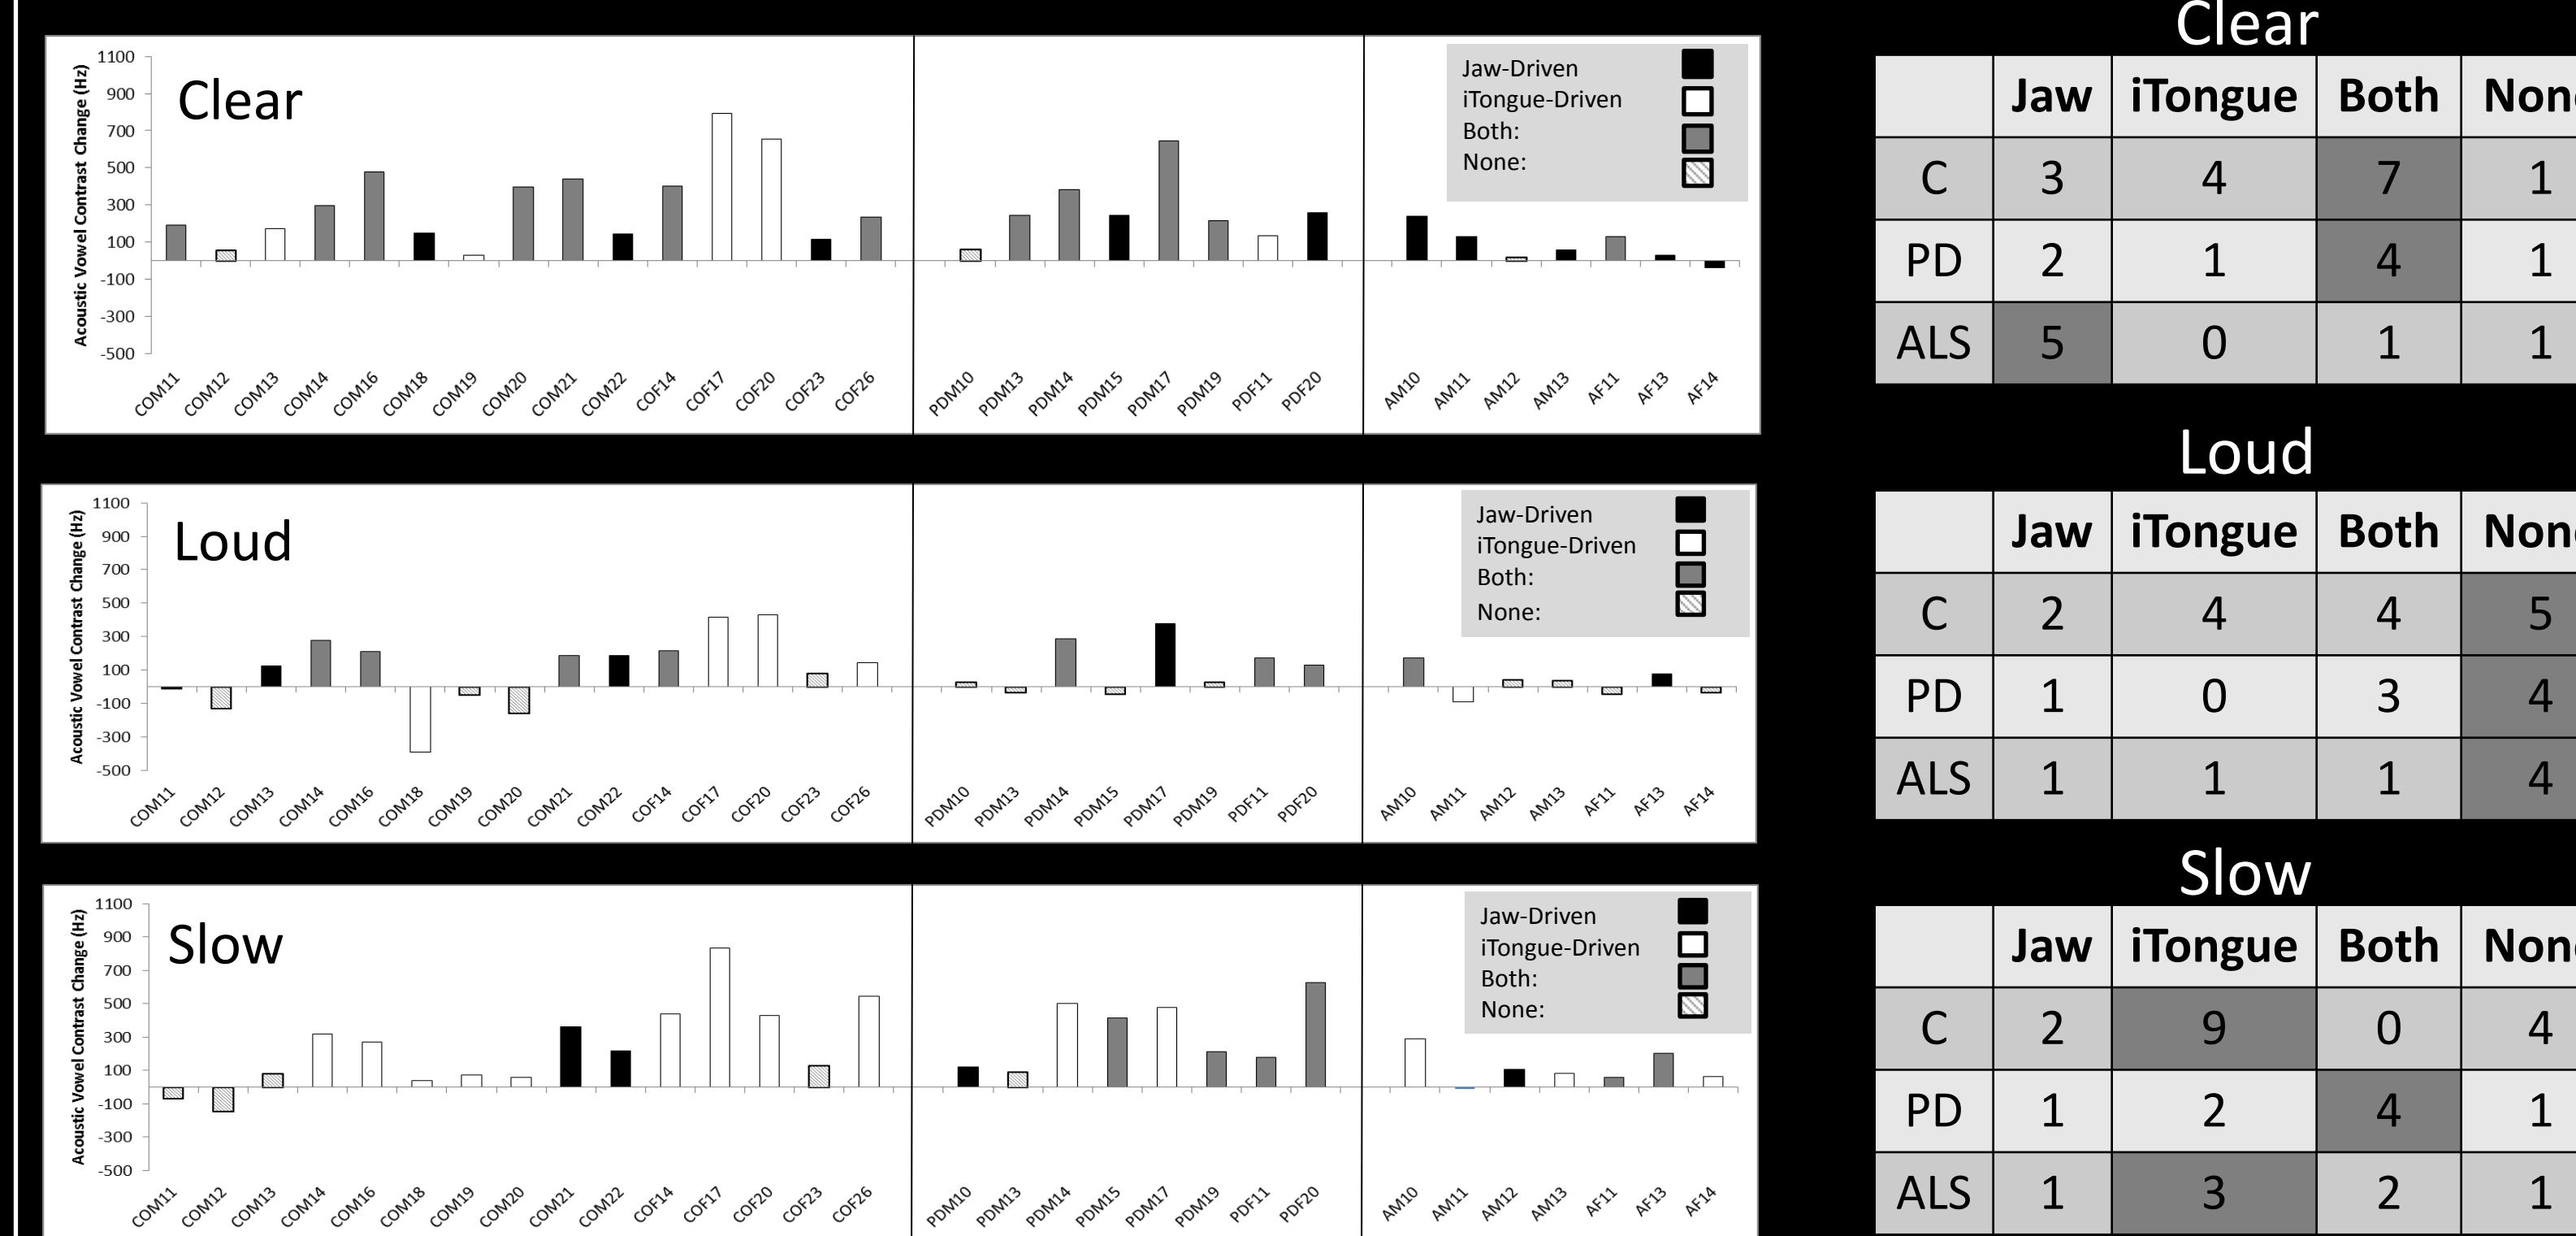 Clear
Acoustic Vowel Contrast Change (Hz)
1100
900
700
500
300
100
-100
-300
-500
Clear
Jaw-Driven
iTongue-Driven
Both:
None:
COM11 COM12 COM13 COM14 COM16 COM18 COM19 COM20 COM21 COM22 COF14 COF17 COF20 COF23 COF26 PDM10 PDM13 PDM14 PDM15 PDM17 PDM19 PDF11 PDF20 AM10 AM11 AM12 AM13 AF11 AF13 AF14
Jaw iTongue Both Non
C 3 4 7 1
PD 2 1 4 1
ALS 5 0 1 1
Loud
Acoustic Vowel Contrast Change (Hz)
1100
900
700
500
300
100
-100
-300
-500
Loud
Jaw-Driven
iTongue-Driven
Both:
None:
COM11 COM12 COM13 COM14 COM16 COM18 COM19 COM20 COM21 COM22 COF14 COF17 COF20 COF23 COF26 PDM10 PDM13 PDM14 PDM15 PDM17 PDM19 PDF11 PDF20 AM10 AM11 AM12 AM13 AF11 AF13 AF14
Jaw iTongue Both Non
C 2 4 4 5
PD 1 0 3 4
ALS 1 1 1 4
Slow
Acoustic Vowel Contrast Change (Hz)
1100
900
700
500
300
100
-100
-300
-500
Slow
Jaw-Driven
iTongue-Driven
Both:
None:
COM11 COM12 COM13 COM14 COM16 COM18 COM19 COM20 COM21 COM22 COF14 COF17 COF20 COF23 COF26 PDM10 PDM13 PDM14 PDM15 PDM17 PDM19 PDF11 PDF20 AM10 AM11 AM12 AM13 AF11 AF13 AF14
Jaw iTongue Both Non
C 2 9 0 4
PD 1 2 4 1
ALS 1 3 2 1